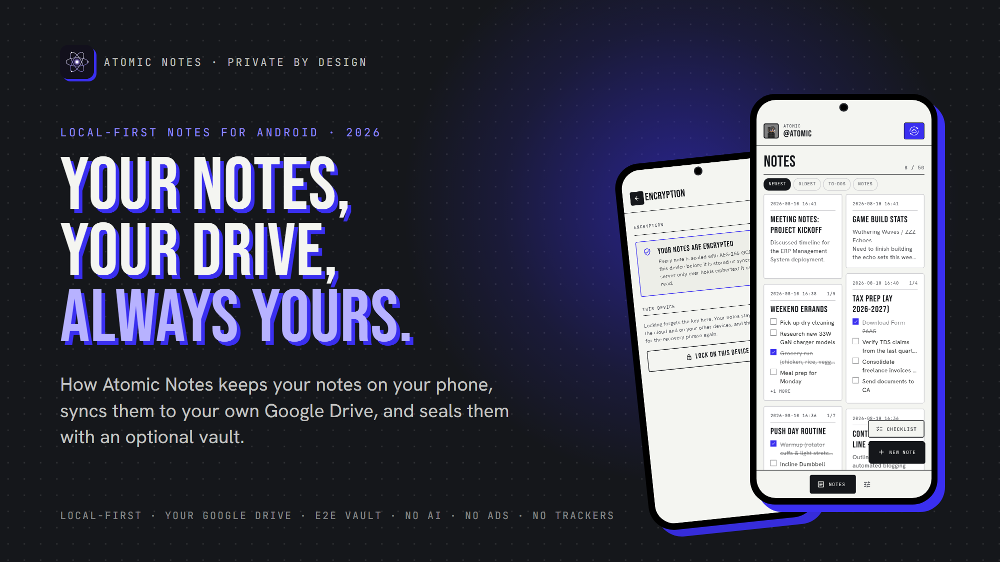 ATOMIC NOTES · PRIVATE BY DESIGN
LOCAL-FIRST NOTES FOR ANDROID · 2026
YOUR NOTES,
YOUR DRIVE,
ALWAYS YOURS.
How Atomic Notes keeps your notes on your phone,
syncs them to your own Google Drive, and seals them
with an optional vault.
LOCAL-FIRST · YOUR GOOGLE DRIVE · E2E VAULT · NO AI · NO ADS · NO TRACKERS
ENCRYPTION
ENCRYPTION
YOUR NOTES ARE ENCRYPTED
Every note is sealed with AES-256-GC
this device before it is stored or synce
server only ever holds ciphertext it ca
read.
THIS DEVICE
Locking forgets the key here. Your notes stay
the cloud and on your other devices, and thi
for the recovery phrase again.
LOCK ON THIS DEVICE
ATOMIC
@ATOMIC
NOTES
8 / 50
NEWEST
OLDEST
TO-DOS
NOTES
2026-08-10 16:41
MEETING NOTES:
PROJECT KICKOFF
Discussed timeline for
the ERP Management
System deployment.
2026-08-10 16:41
GAME BUILD STATS
Wuthering Waves / ZZZ
Echoes
Need to finish building
the echo sets this wee...
2026-08-10 16:38 1/5
WEEKEND ERRANDS
Pick up dry cleaning
Research new 33W
GaN charger models
Grocery run
(chicken, rice, vegg...
Meal prep for
Monday
+1 MORE
2026-08-10 16:40 1/4
TAX PREP (AY
2026-2027)
Download Form
26AS
Verify TDS claims
from the last quart...
Consolidate
freelance invoices ...
Send documents to
CA
2026-08-10 16:36 1/7
PUSH DAY ROUTINE
Warmup (rotator
cuffs & light stretc...
Incline Dumbbell
2026-08-10 16:36
CONT
LINE
Outlin
automated blogging
CHECKLIST
+ NEW NOTE
NOTES